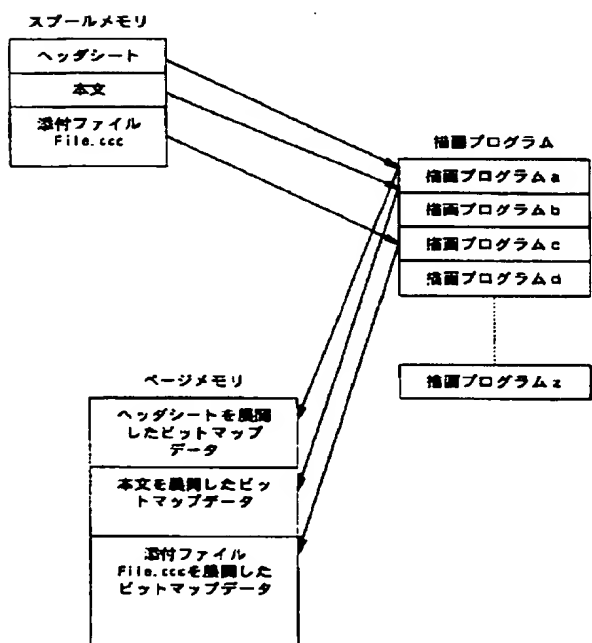 スプールメモリ
ヘッダシート
本文
添付ファイル
File.ccc
描画プログラム
描画プログラムa
描画プログラムb
描画プログラムc
描画プログラムd
描画プログラムz
ページメモリ
ヘッダシートを展開
したビットマップ
データ
本文を展開したビッ
トマップデータ
添付ファイル
File.cccを展開した
ビットマップデータ